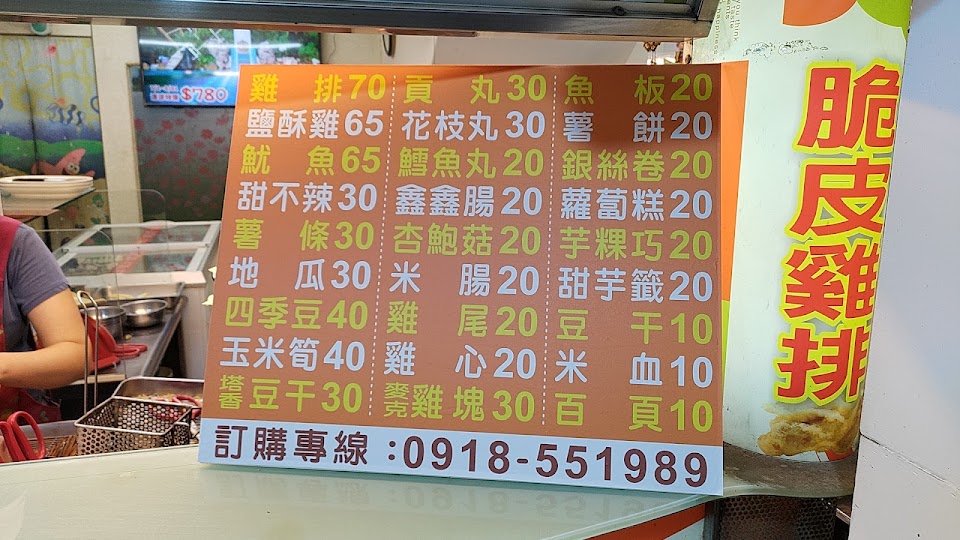 雞排70
鹽酥雞65
魷魚65
甜不辣30
薯條30
地瓜30
四季豆40
玉米筍40
塔香豆干30
貢丸30
花枝丸30
鱈魚丸20
鑫鑫腸20
杏鮑菇20
米腸20
雞尾20
雞心20
麥克雞塊30
魚板20
薯餅20
銀絲卷20
蘿蔔糕20
芋粿巧20
甜芋籤20
豆干10
米血10
百頁10
訂購專線:0918-551989
脆皮雞排
$780